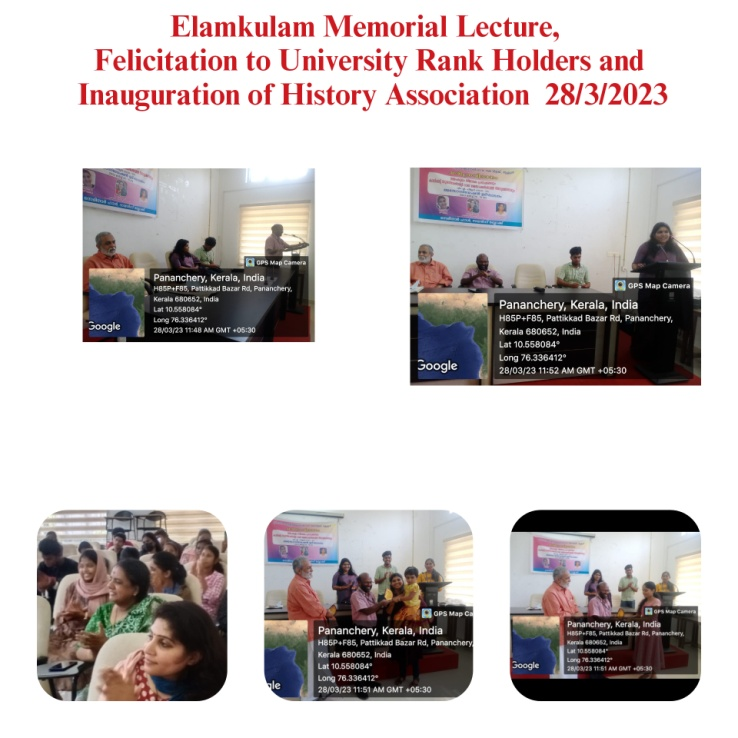 Elamkulam Memorial Lecture,
Felicitation to University Rank Holders and
Inauguration of History Association 28/3/2023
GPS Map Camera
Pananchery, Kerala, India
H85P+F85, Pattikkad Bazar Rd, Pananchery,
Kerala 680652, India
Lat 10.558084°
Long 76.336412°
28/03/23 11:48 AM GMT +05:30
Google
GPS Map Camera
Pananchery, Kerala, India
H85P+F85, Pattikkad Bazar Rd, Pananchery,
Kerala 680652, India
Lat 10.558084°
Long 76.336412°
28/03/23 11:52 AM GMT +05:30
Google
GPS Map Ca
Pananchery, Kerala, India
H85P+F85, Pattikkad Bazar Rd, Pananchery
Kerala 680652, India
Lat 10.558084°
Long 76.336412°
28/03/23 11:51 AM GMT +05:30
gle
GPS Map Camera
Pananchery, Kerala, India
H85P+F85, Pattikkad Bazar Rd, Pananchery,
Kerala 680652, India
Lat 10.558084°
Long 76.336412°
28/03/23 11:51 AM GMT +05:30
Google